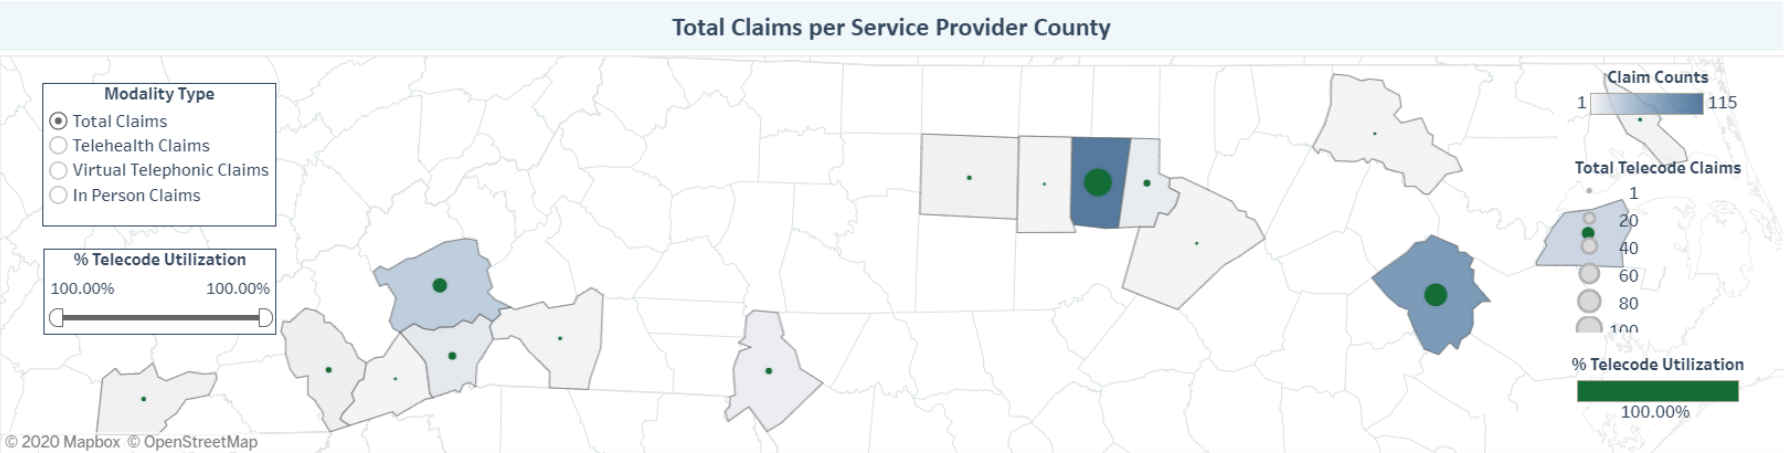 Total Claims per Service Provider County
Modality Type
Total Claims
Telehealth Claims
Virtual Telephonic Claims
In Person Claims
% Telecode Utilization
100.00% 100.00%
Claim Counts
1 115
Total Telecode Claims
1
20
40
60
80
100
% Telecode Utilization
100.00%
© 2020 Mapbox © OpenStreetMap